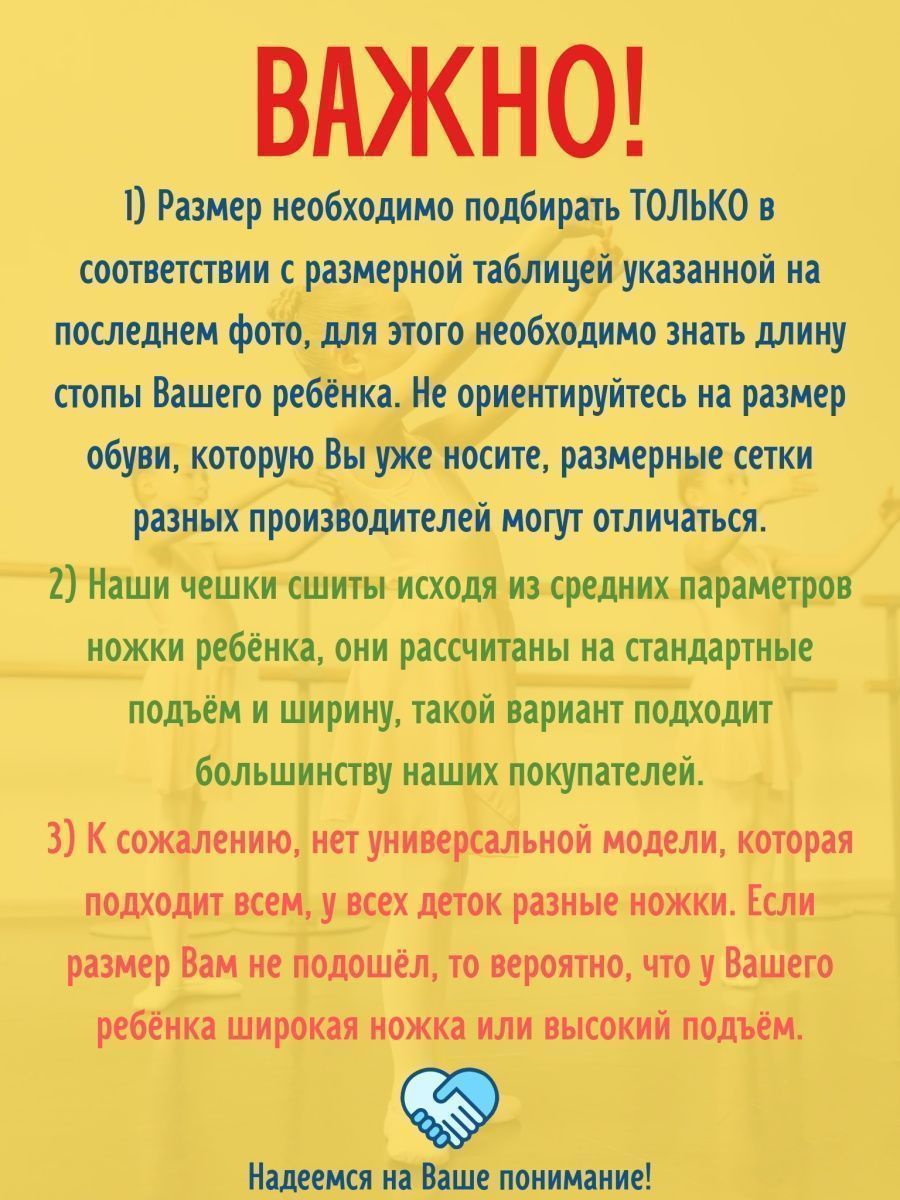 ВАЖНО!
1) Размер необходимо подбирать ТОЛЬКО в
соответствии с размерной таблицей указанной на
последнем фото, для этого необходимо знать длину
стопы Вашего ребёнка. Не ориентируйтесь на размер
обуви, которую Вы уже носите, размерные сетки
разных производителей могут отличаться.
2) Наши чешки сшиты исходя из средних параметров
ножки ребёнка, они рассчитаны на стандартные
подъём и ширину, такой вариант подходит
большинству наших покупателей.
3) К сожалению, нет универсальной модели, которая
подходит всем, у всех деток разные ножки. Если
размер Вам не подошёл, то вероятно, что у Вашего
ребёнка широкая ножка или высокий подъём.
Надеемся на Ваше понимание!